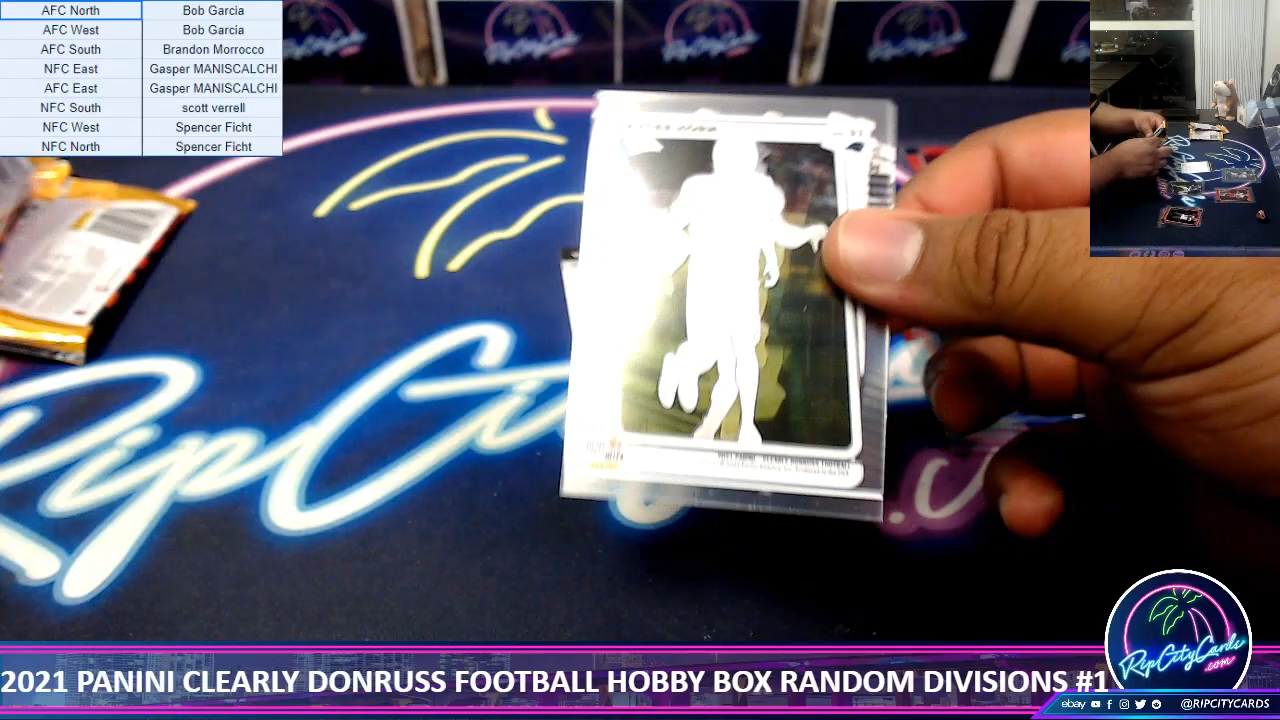 AFC North Bob Garcia
AFC West Bob Garcia
AFC South Brandon Morrocco
NFC East Gasper MANISCALCHI
AFC East Gasper MANISCALCHI
NFC South scott verrell
NFC West Spencer Ficht
NFC North Spencer Ficht
RipCity
2021 PANINI CLEARLY DONRUSS FOOTBALL HOBBY BOX RANDOM DIVISIONS #1
RipCityCards
.com
ebay @RIPCITYCARDS